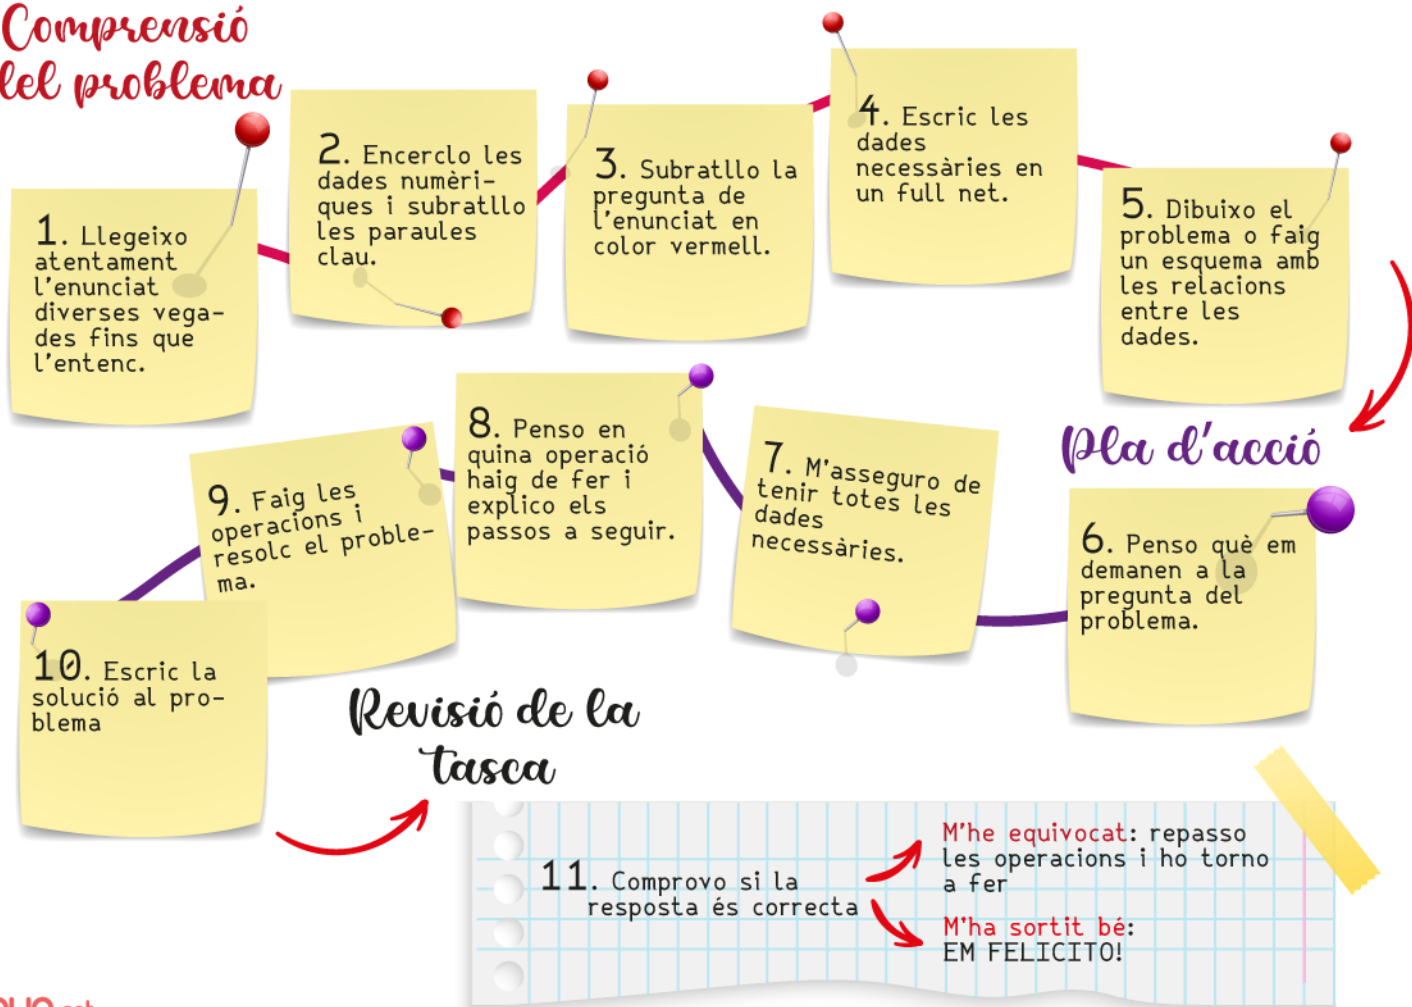 Comprensió
del problema
1. Llegeixo
atentament
l'enunciat
diverses vega-
des fins que
l'entenc.
2. Encerclo les
dades numèri-
ques i subratllo
les paraules
clau.
3. Subratllo la
pregunta de
l'enunciat en
color vermell.
4. Escric les
dades
necessàries en
un full net.
5. Dibuixo el
problema o faig
un esquema amb
les relacions
entre les
dades.
Pla d'acció
6. Penso què em
demanen a la
pregunta del
problema.
7. M'asseguro de
tenir totes les
dades
necessàries.
8. Penso en
quina operació
haig de fer i
explico els
passos a seguir.
9. Faig les
operacions i
resolc el proble-
ma.
10. Escric la
solució al pro-
blema
Revisió de la
tasca
11. Comprovo si la
resposta és correcta
M'he equivocat: repasso
les operacions i ho torno
a fer
M'ha sortit bé:
EM FELICITO!